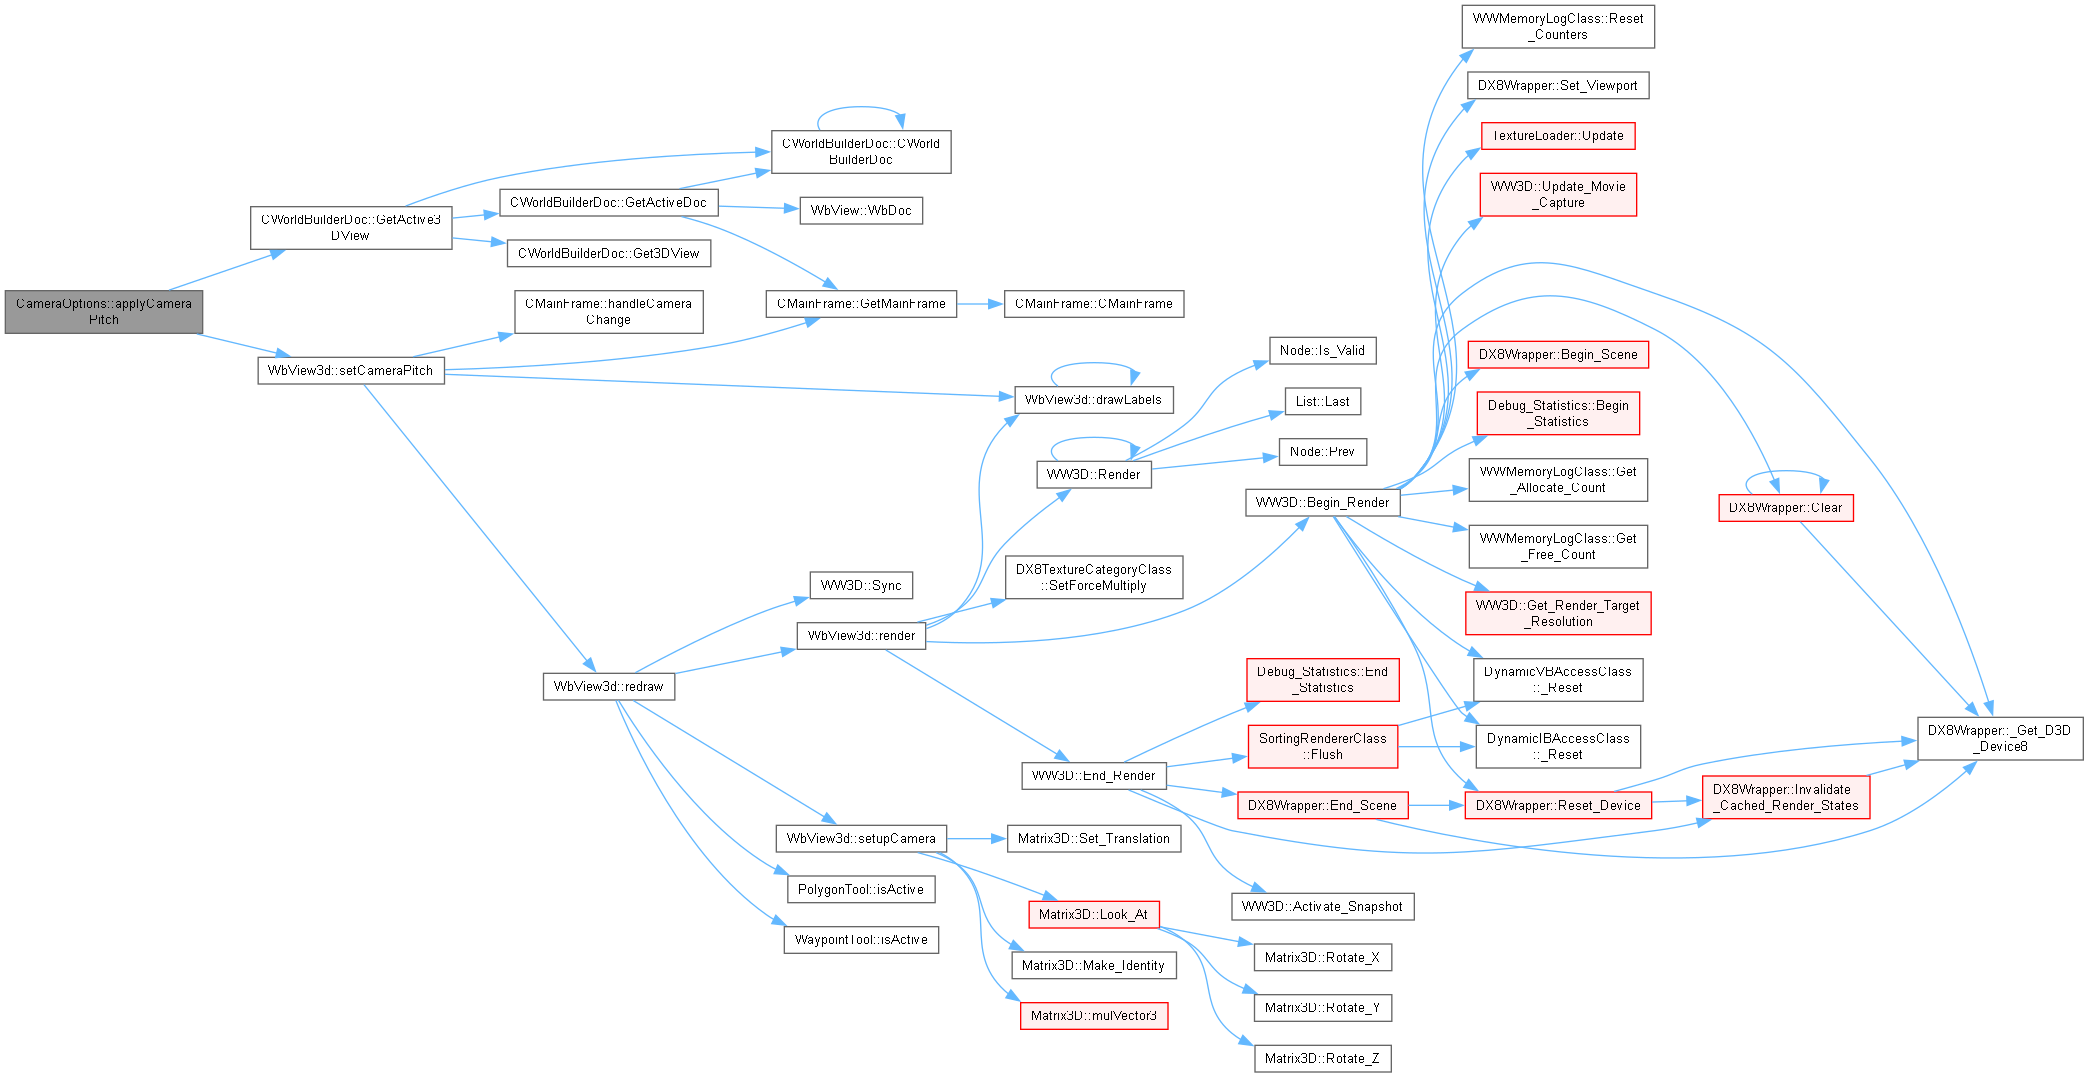 WWMemoryLogClass::Reset
_Counters
DX8Wrapper::Set_Viewport
TextureLoader::Update
WW3D::Update_Movie
_Capture
CWorldBuilderDoc::CWorld
BuilderDoc
CWorldBuilderDoc::GetActiveDoc
WbView::WbDoc
CWorldBuilderDoc::GetActive3
DView
CWorldBuilderDoc::Get3DView
CameraOptions::applyCamera
Pitch
CMainFrame::handleCamera
Change
CMainFrame::GetMainFrame
CMainFrame::CMainFrame
WbView3d::setCameraPitch
WbView3d::drawLabels
Node::Is_Valid
List::Last
Node::Prev
WW3D::Render
DX8Wrapper::Begin_Scene
Debug_Statistics::Begin
_Statistics
WWMemoryLogClass::Get
_Allocate_Count
WW3D::Begin_Render
DX8Wrapper::Clear
WWMemoryLogClass::Get
_Free_Count
WW3D::Sync
DX8TextureCategoryClass
::SetForceMultiply
WW3D::Get_Render_Target
_Resolution
WbView3d::render
WbView3d::redraw
Debug_Statistics::End
_Statistics
DynamicVBAccessClass
::_Reset
SortingRendererClass
::Flush
DynamicIBAccessClass
::_Reset
DX8Wrapper::_Get_D3D
_Device8
WW3D::End_Render
DX8Wrapper::End_Scene
DX8Wrapper::Reset_Device
DX8Wrapper::Invalidate
_Cached_Render_States
WbView3d::setupCamera
Matrix3D::Set_Translation
PolygonTool::isActive
Matrix3D::Look_At
WW3D::Activate_Snapshot
WaypointTool::isActive
Matrix3D::Make_Identity
Matrix3D::Rotate_X
Matrix3D::mulVector3
Matrix3D::Rotate_Y
Matrix3D::Rotate_Z